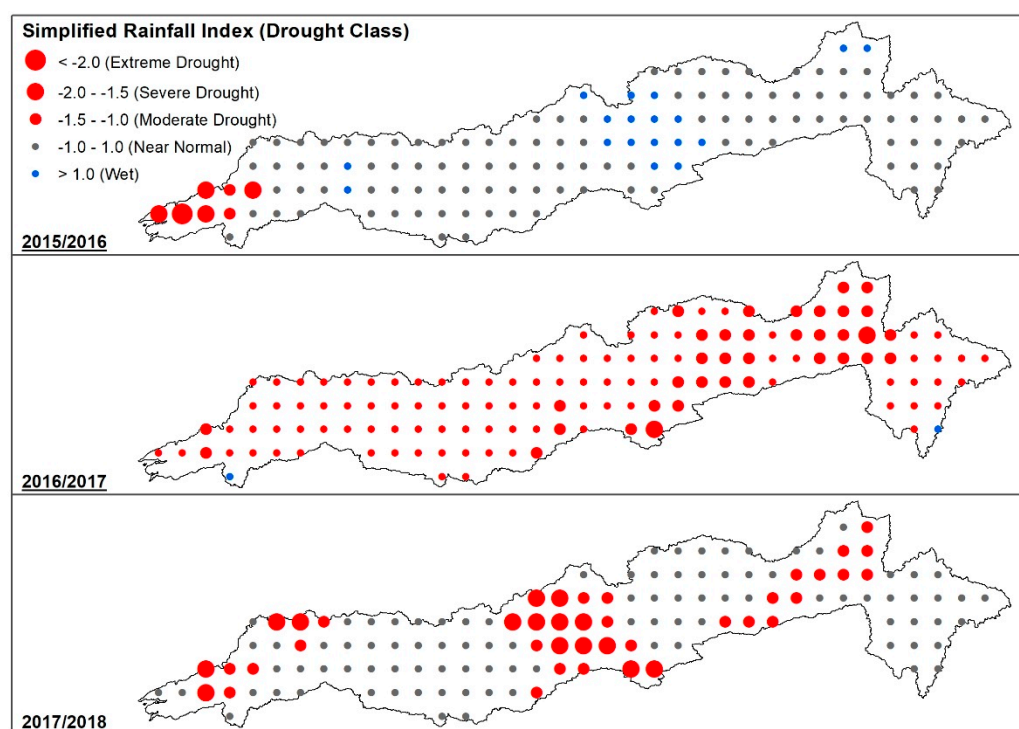 Simplified Rainfall Index (Drought Class)
< -2.0 (Extreme Drought)
-2.0 - -1.5 (Severe Drought)
-1.5 - -1.0 (Moderate Drought)
-1.0 - 1.0 (Near Normal)
> 1.0 (Wet)
2015/2016
2016/2017
2017/2018